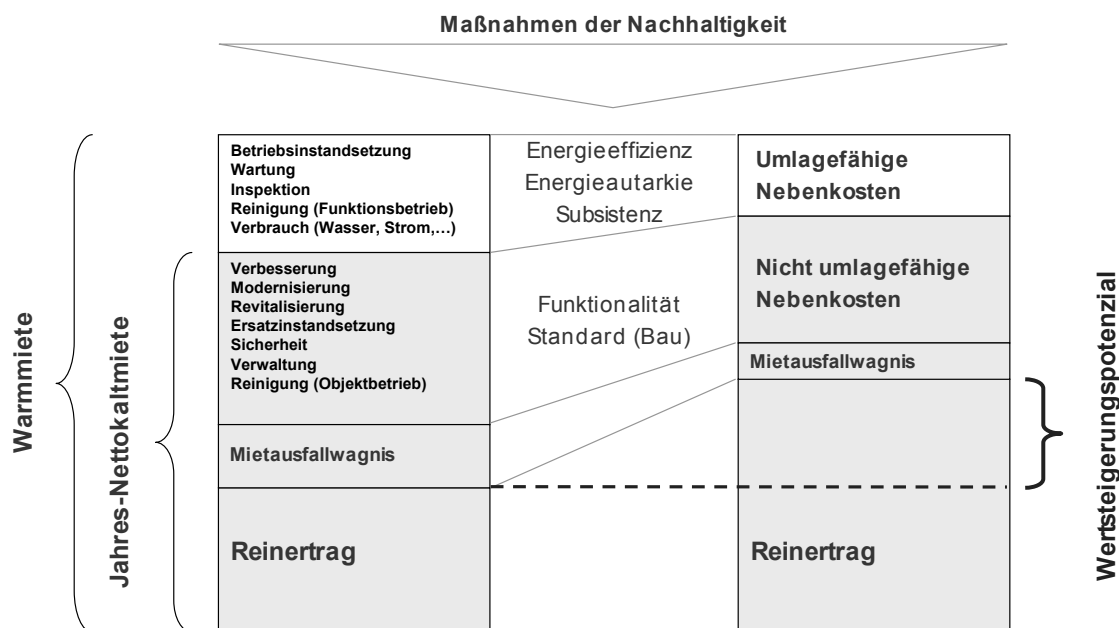 Maßnahmen der Nachhaltigkeit
Warmmiete
Jahres-Nettokaltmiete
Betriebsinstandsetzung
Wartung
Inspektion
Reinigung (Funktionsbetrieb)
Verbrauch (Wasser, Strom,…)
Verbesserung
Modernisierung
Revitalisierung
Ersatzinstandsetzung
Sicherheit
Verwaltung
Reinigung (Objektbetrieb)
Mietausfallwagnis
Reinertrag
Energieeffizienz
Energieautarkie
Subsistenz
Funktionalität
Standard (Bau)
Umlagefähige
Nebenkosten
Nicht umlagefähige
Nebenkosten
Mietausfallwagnis
Reinertrag
Wertsteigerungspotenzial